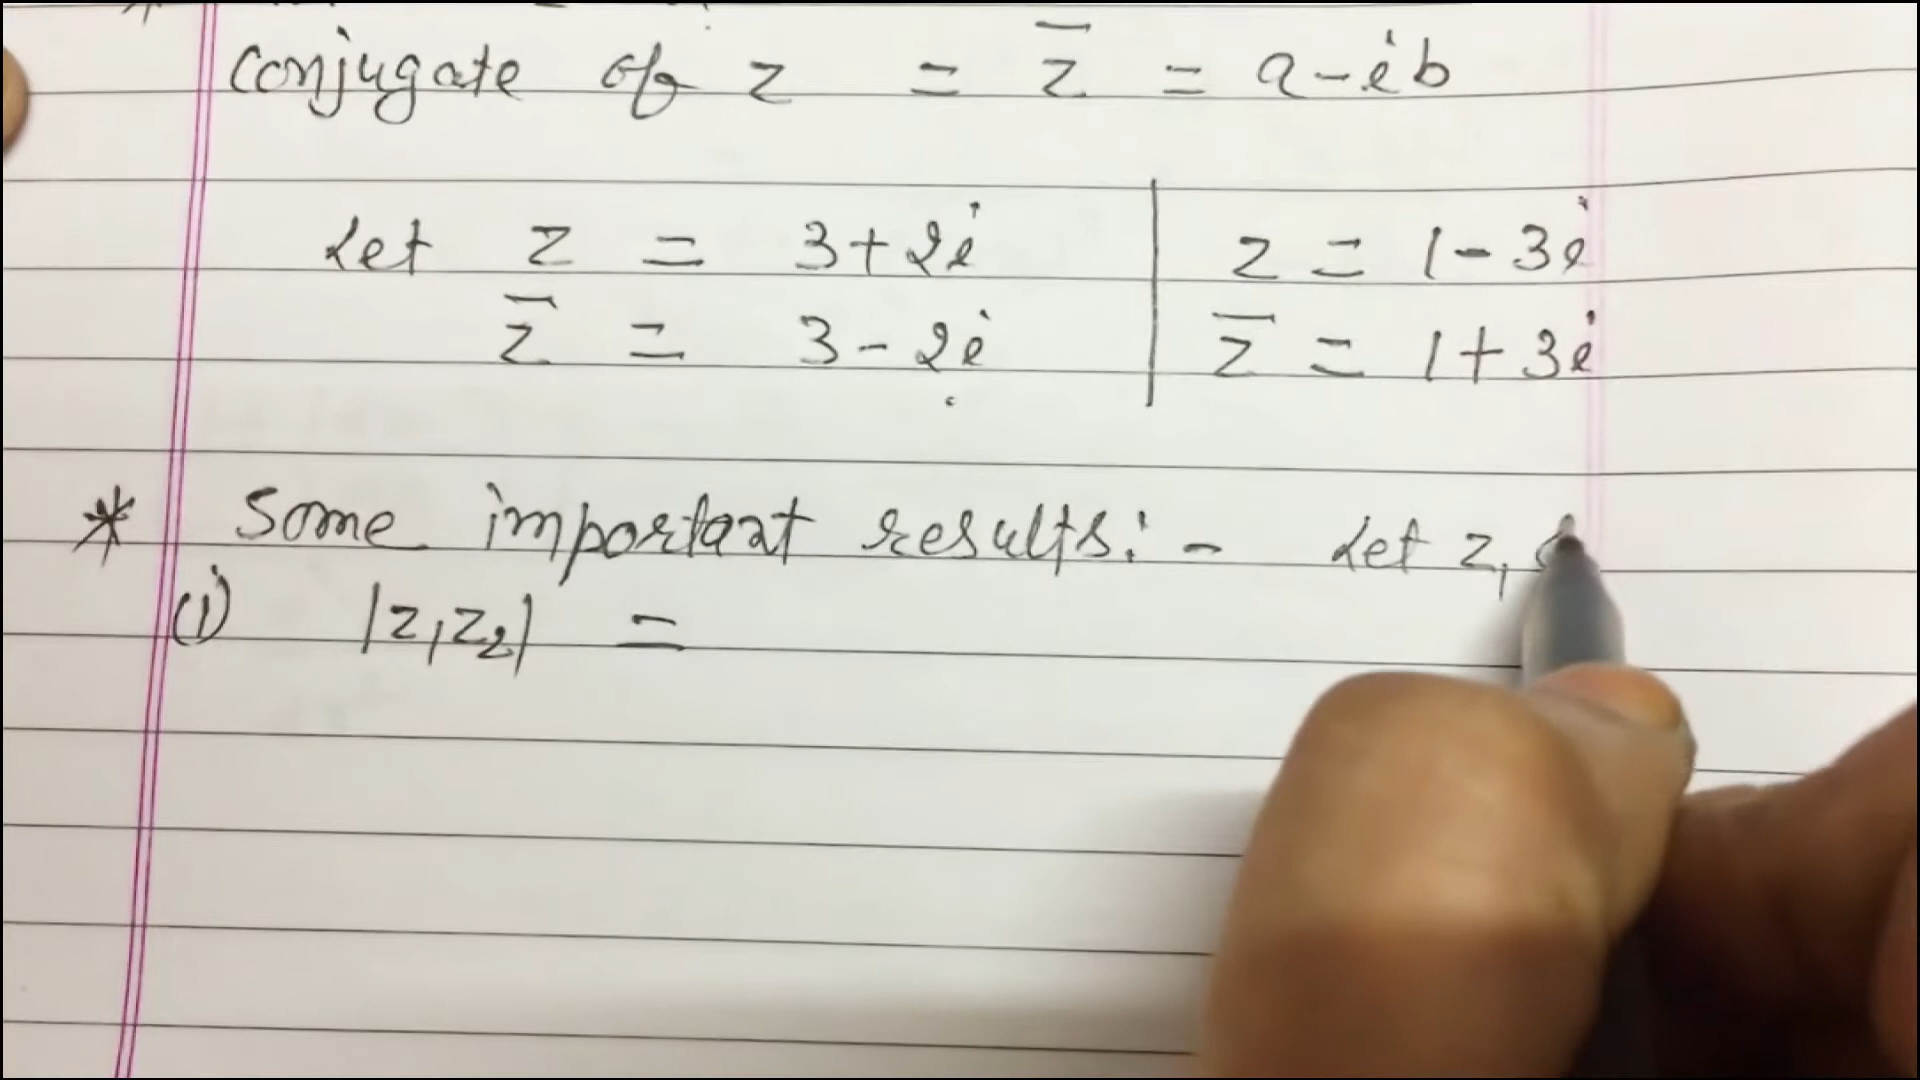 conjugate of z = z̅ = a-ib
Let z = 3+2i | z = 1-3i
z̅ = 3-2i | z̅ = 1+3i
* Some important results:- Let z₁
(i) |z₁z₂| =